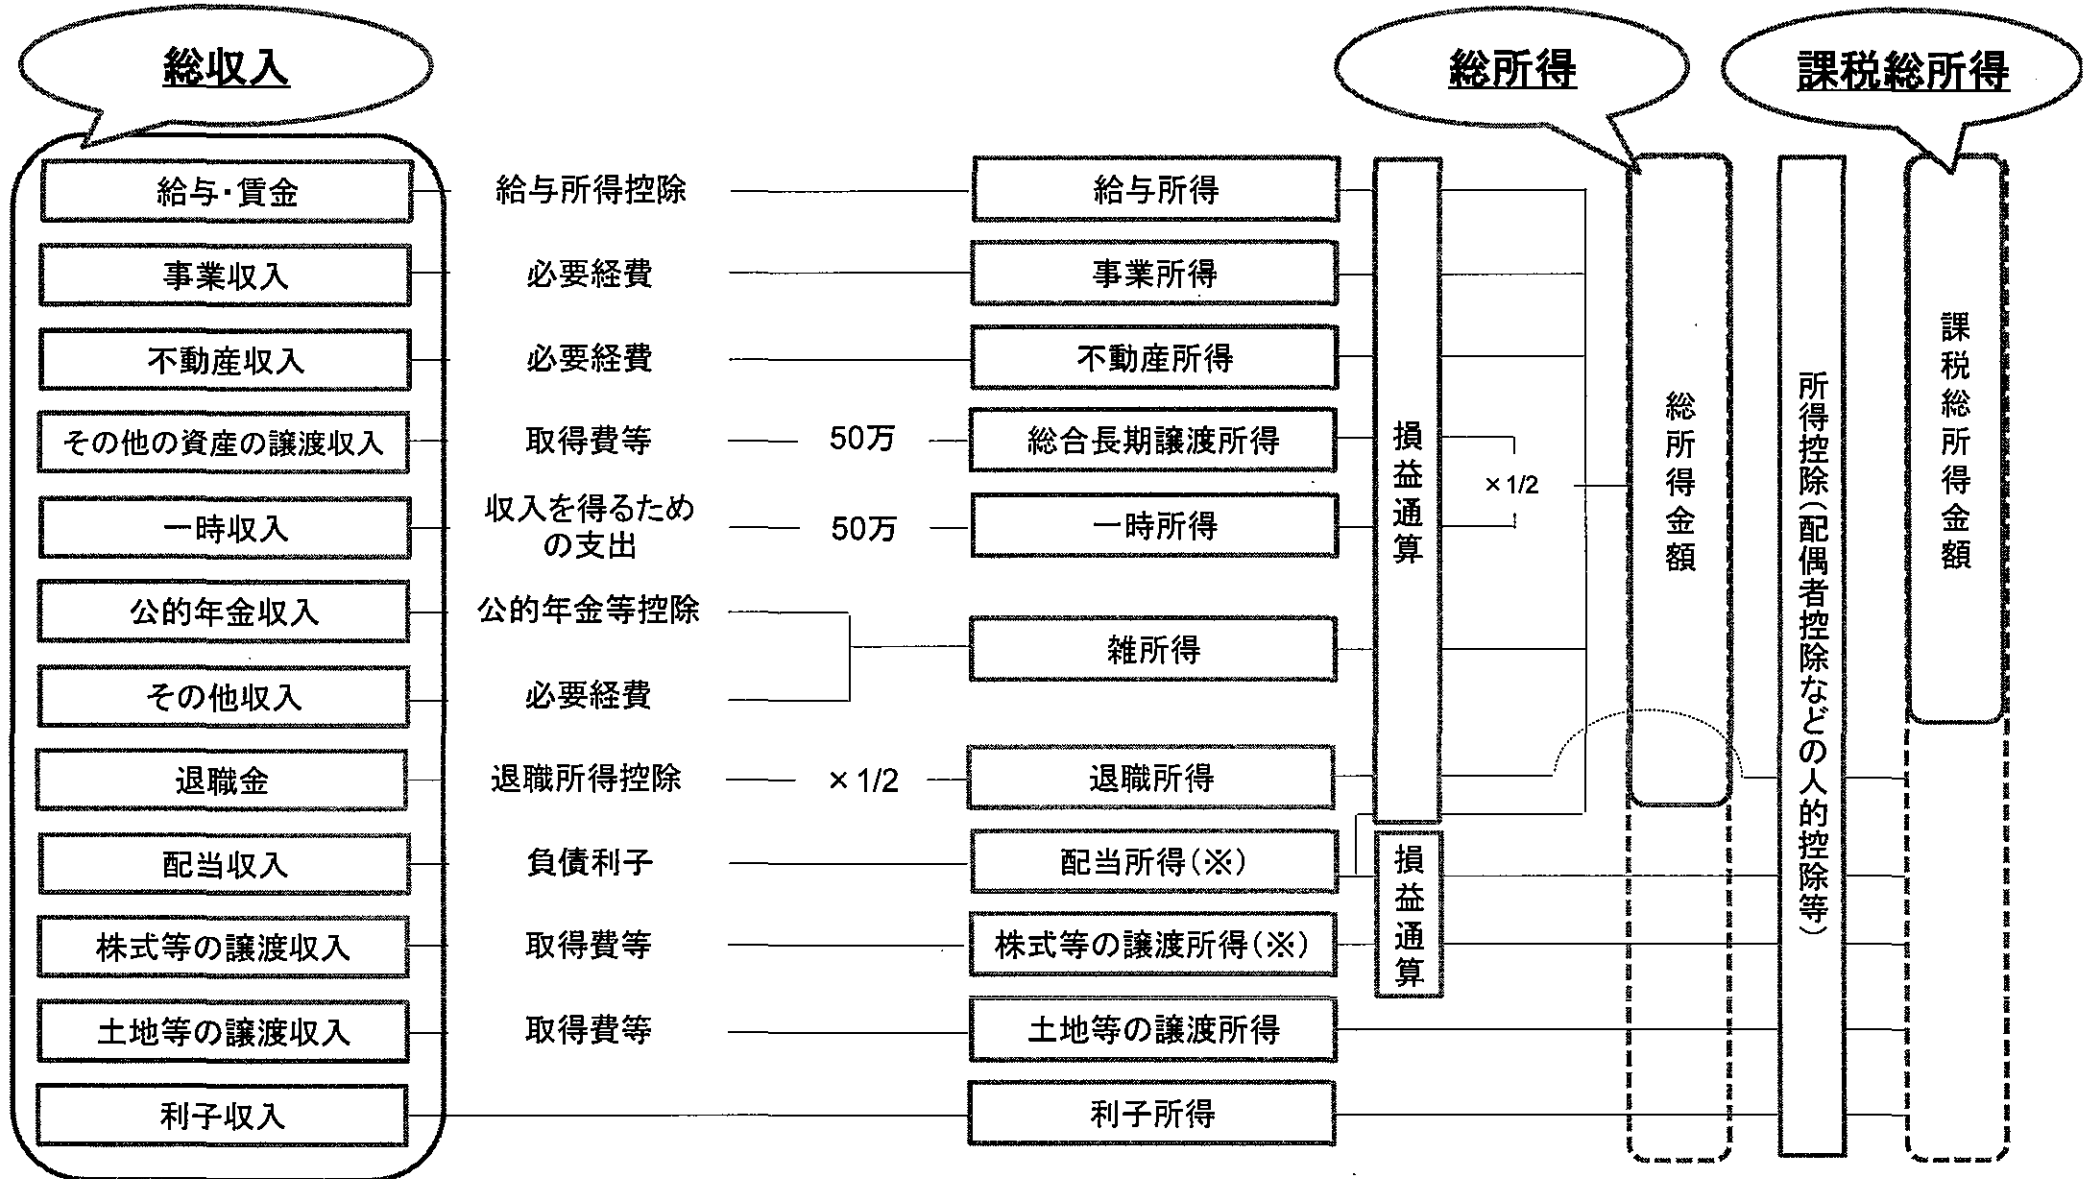 総収入
総所得
課税総所得
給与・賃金
給与所得控除
給与所得
事業収入
必要経費
事業所得
不動産収入
必要経費
不動産所得
その他の資産の譲渡収入
取得費等
50万
総合長期譲渡所得
一時収入
収入を得るため
の支出
50万
一時所得
公的年金収入
公的年金等控除
その他収入
必要経費
雑所得
退職金
退職所得控除
×1/2
退職所得
配当収入
負債利子
配当所得(※)
株式等の譲渡収入
取得費等
株式等の譲渡所得(※)
土地等の譲渡収入
取得費等
土地等の譲渡所得
利子収入
利子所得
損益通算
損益通算
×1/2
総所得金額
所得控除(配偶者控除などの人的控除等)
課税総所得金額